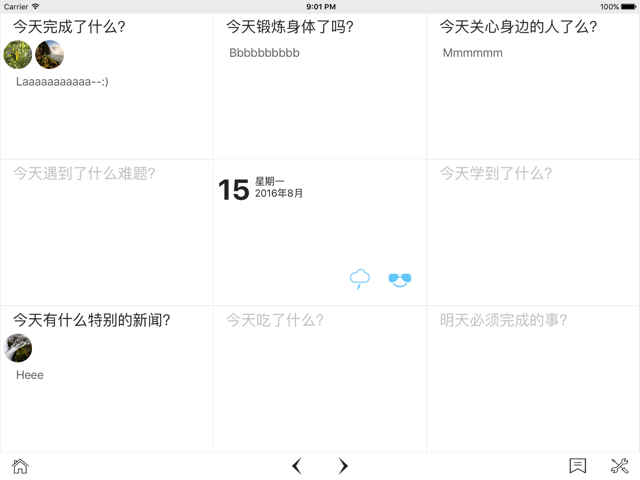 Carrier
9:01 PM
100%
今天完成了什么?
Laaaaaaaaaaa--:)
今天锻炼身体了吗?
Bbbbbbbbbb
今天关心身边的人了么?
Mmmmmm
今天遇到了什么难题?
15
星期一
2016年8月
今天学到了什么?
今天有什么特别的新闻?
Heee
今天吃了什么?
明天必须完成的事?